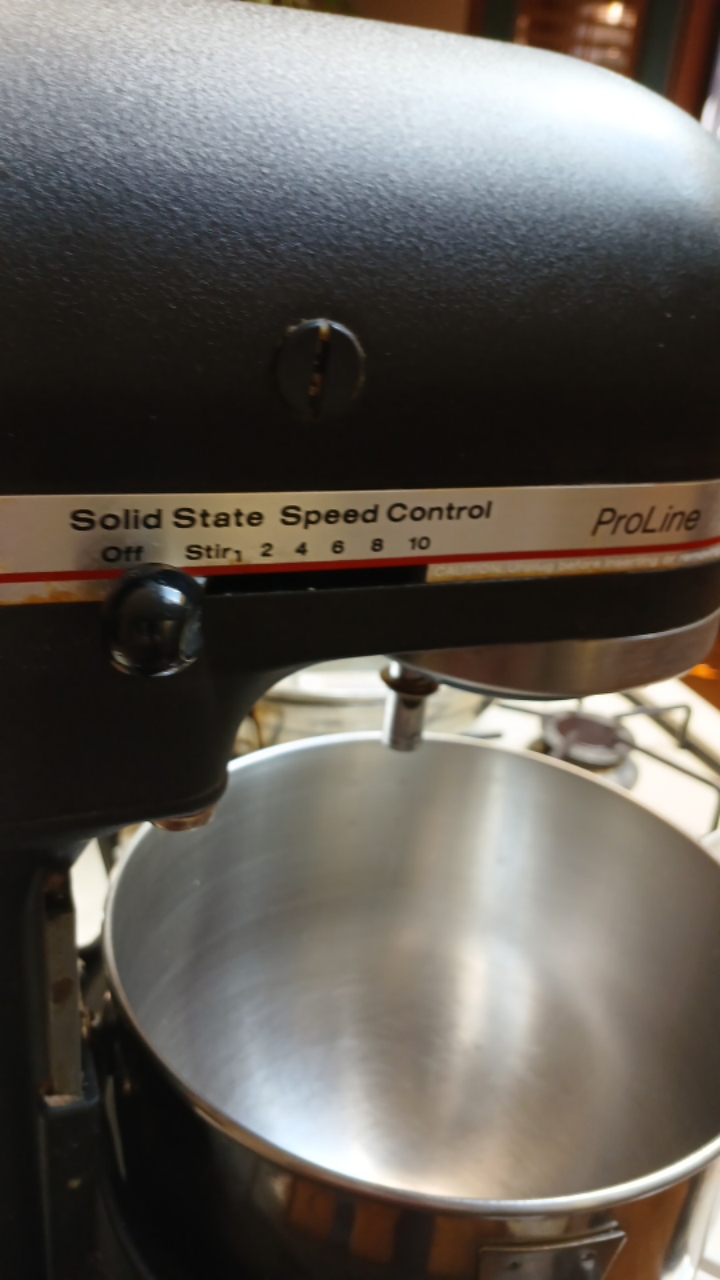 Solid State Speed Control
ProLine
Off Stir 1 2 4 6 8 10